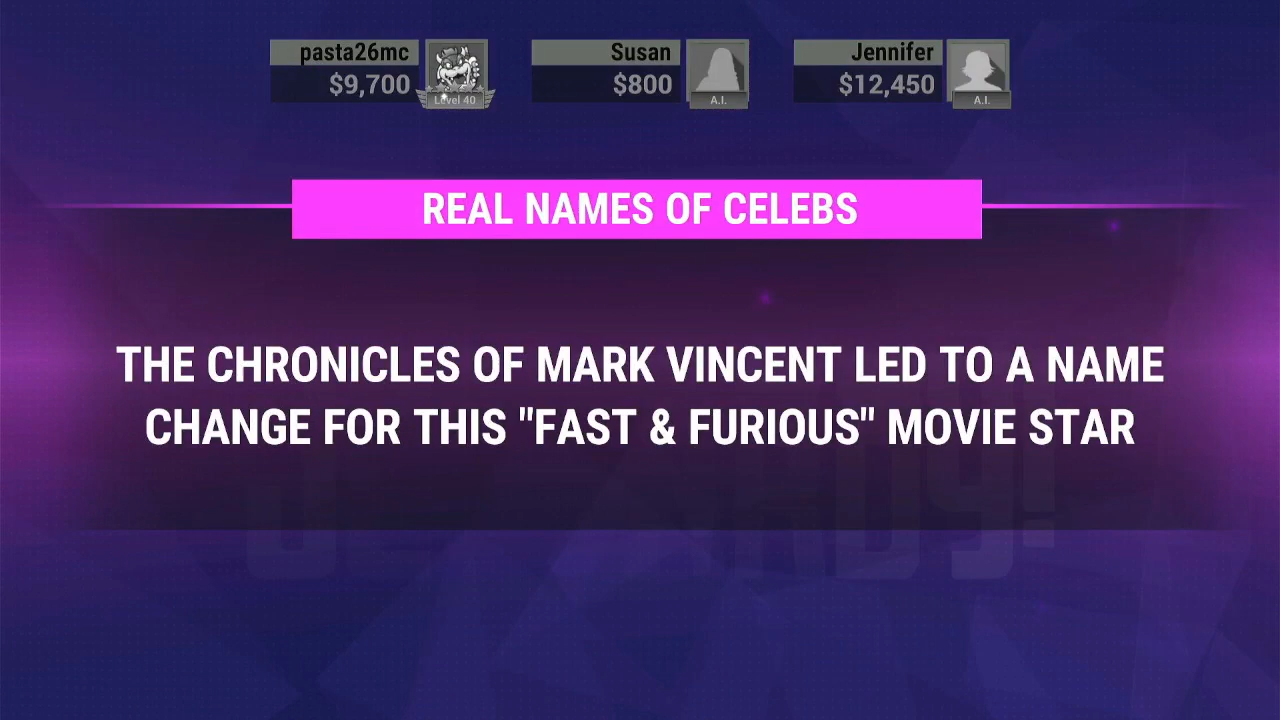 pasta26mc
$9,700
Level 40
Susan
$800
A.I.
Jennifer
$12,450
A.I.
REAL NAMES OF CELEBS
THE CHRONICLES OF MARK VINCENT LED TO A NAME
CHANGE FOR THIS "FAST & FURIOUS" MOVIE STAR